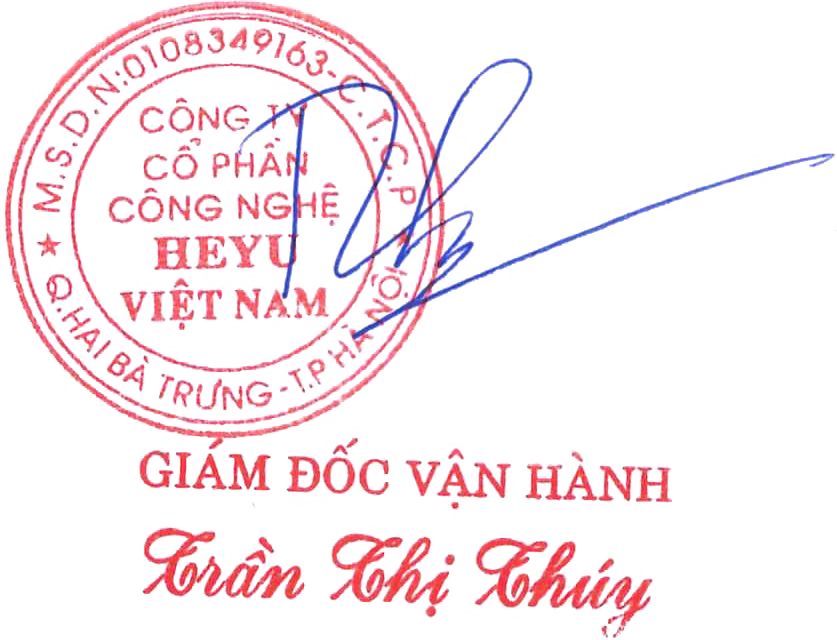 M.S.D.N:0108349163-C.T.C.P
CÔNG TY
CỔ PHẦN
CÔNG NGHỆ
HEYU
VIỆT NAM
★ Q.HAI BÀ TRƯNG - T.P HÀ NỘI ★
GIÁM ĐỐC VẬN HÀNH
Trần Thị Thúy